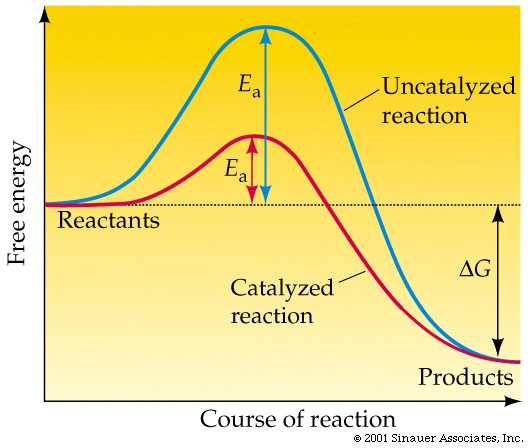 Free energy
Eₐ
Uncatalyzed
reaction
Eₐ
Reactants
ΔG
Catalyzed
reaction
Products
Course of reaction
© 2001 Sinauer Associates, Inc.